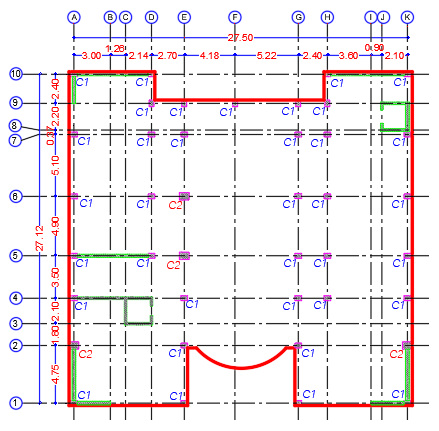 A B C D E F G H I J K
27.50
1.26 0.90
3.00 2.14 2.70 4.18 5.22 2.40 3.60 2.10
10 2.40 C1 C1 C1 C1
9 2.20 C1 C1 C1 C1 C1
8 0.37
7 C1 C1 C1 C1 C1 C1
5.10
6 C1 C1 C2 C1 C1 C1
27.12
4.90
5 C1 C1 C2 C1 C1 C1
3.50
4 C1 C1 C1 C1
2.10
3
1.80
2 C2 C1 C1 C2
4.75
1 C1 C1 C1 C1